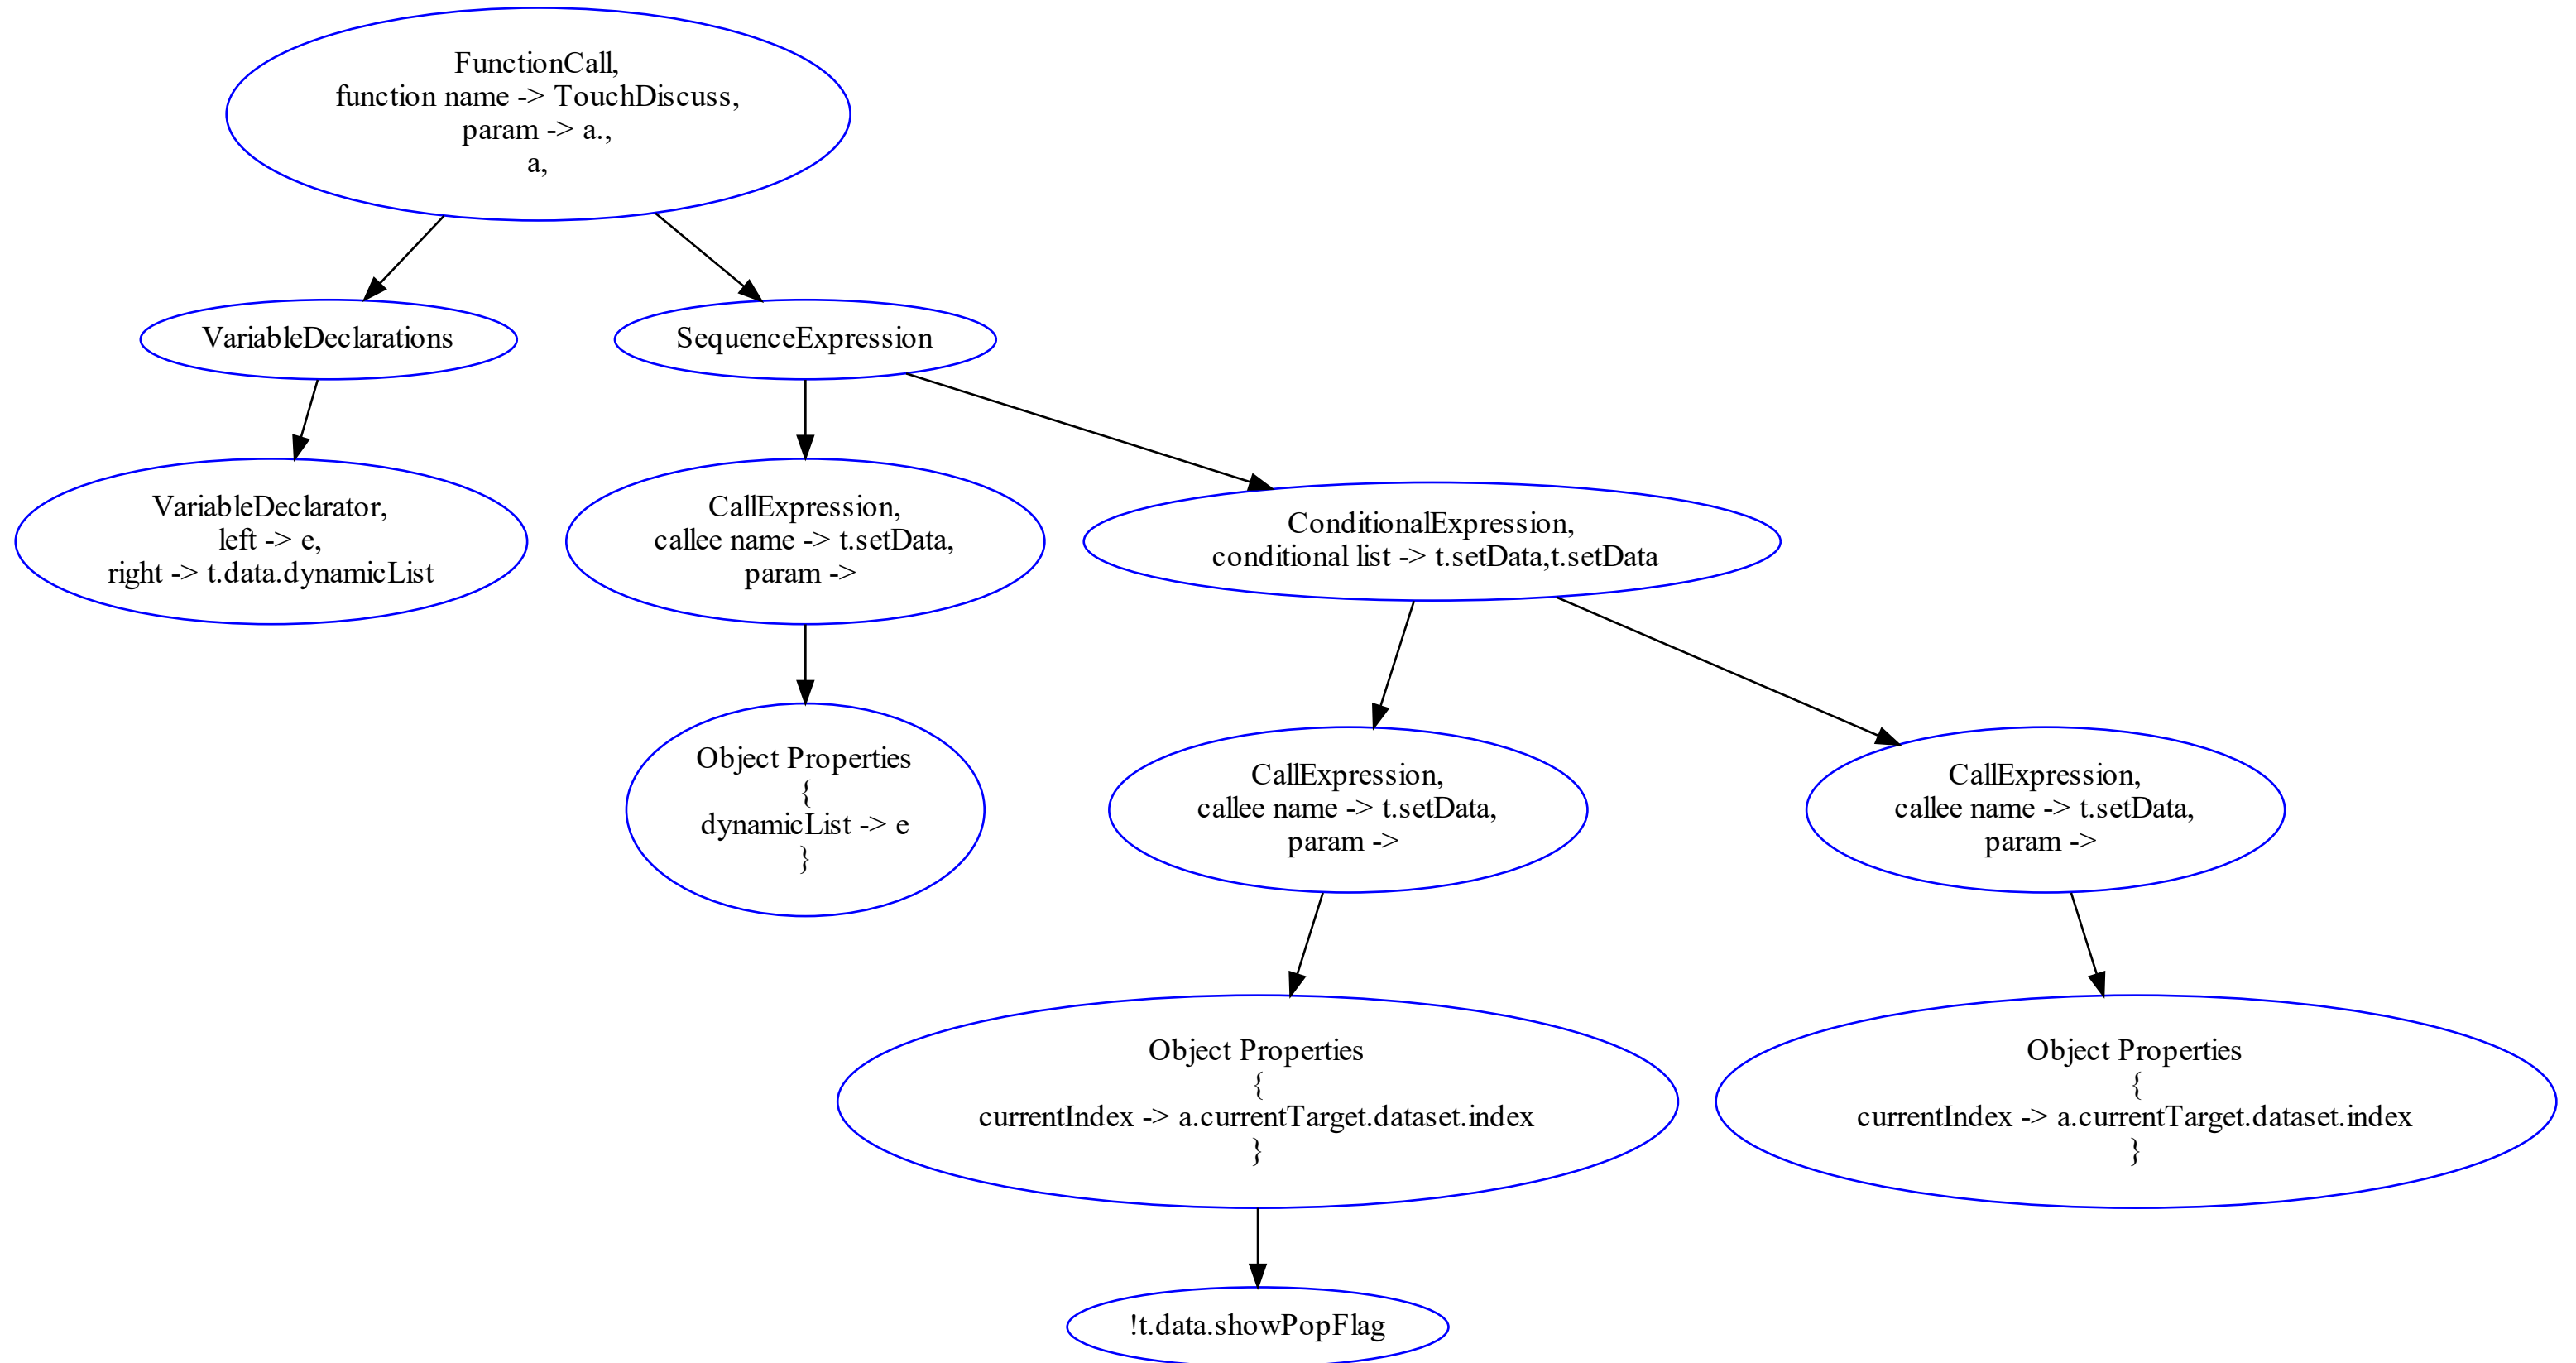 FunctionCall,
function name -> TouchDiscuss,
param -> a.,
a,
VariableDeclarations
SequenceExpression
VariableDeclarator,
left -> e,
right -> t.data.dynamicList
CallExpression,
callee name -> t.setData,
param ->
ConditionalExpression,
conditional list -> t.setData,t.setData
Object Properties
{
dynamicList -> e
}
CallExpression,
callee name -> t.setData,
param ->
CallExpression,
callee name -> t.setData,
param ->
Object Properties
{
currentIndex -> a.currentTarget.dataset.index
}
Object Properties
{
currentIndex -> a.currentTarget.dataset.index
}
!t.data.showPopFlag